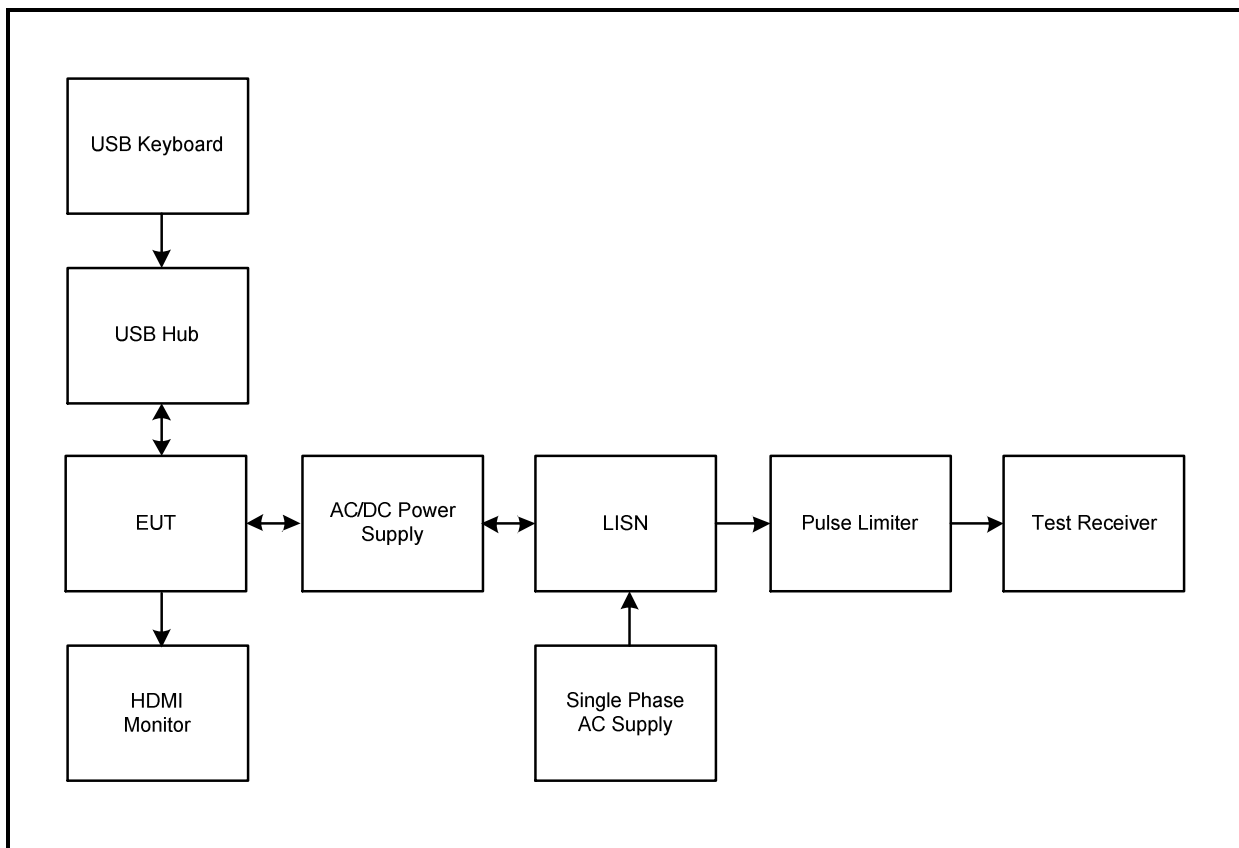 USB Keyboard
USB Hub
EUT
AC/DC Power
Supply
LISN
Pulse Limiter
Test Receiver
HDMI
Monitor
Single Phase
AC Supply